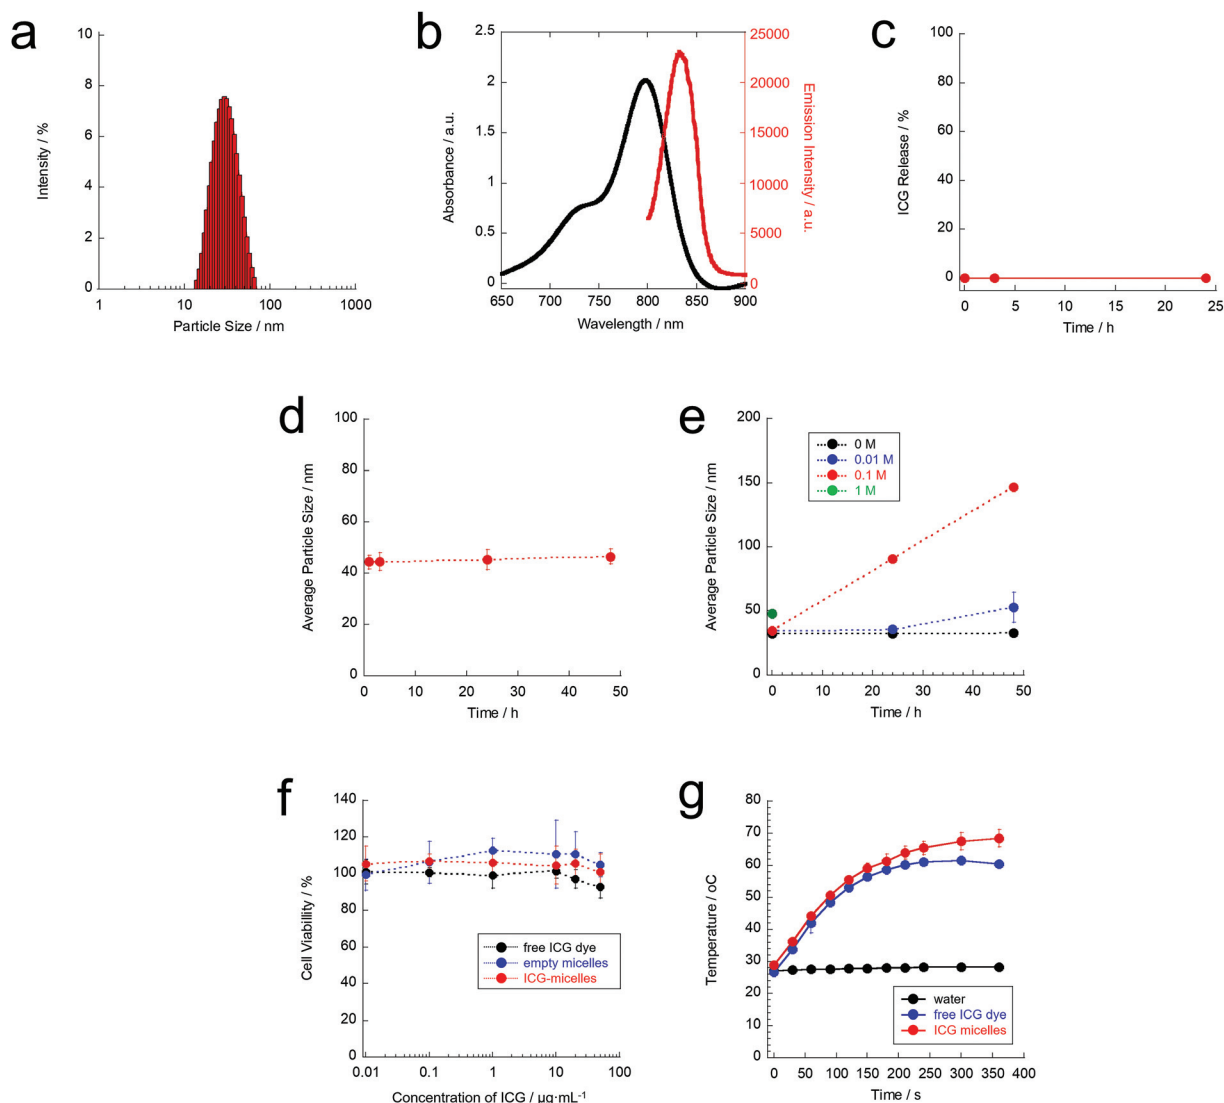 a
10
8
6
4
2
0
Intensity / %
1
10
100
1000
Particle Size / nm
b
2.5
2
1.5
1
0.5
0
Absorbance / a.u.
25000
20000
15000
10000
5000
0
Emission Intensity / a.u.
650
700
750
800
850
900
Wavelength / nm
c
100
80
60
40
20
0
ICG Release / %
0
5
10
15
20
25
Time / h
d
100
80
60
40
20
0
Average Particle Size / nm
0
10
20
30
40
50
Time / h
e
200
150
100
50
0
Average Particle Size / nm
0 M
0.01 M
0.1 M
1 M
0
10
20
30
40
50
Time / h
f
140
120
100
80
60
40
20
0
Cell Viabillity / %
free ICG dye
empty micelles
ICG-micelles
0.01
0.1
1
10
100
Concentration of ICG / µg·mL⁻¹
g
80
70
60
50
40
30
20
10
0
Temperature / oC
water
free ICG dye
ICG micelles
0
50
100
150
200
250
300
350
400
Time / s